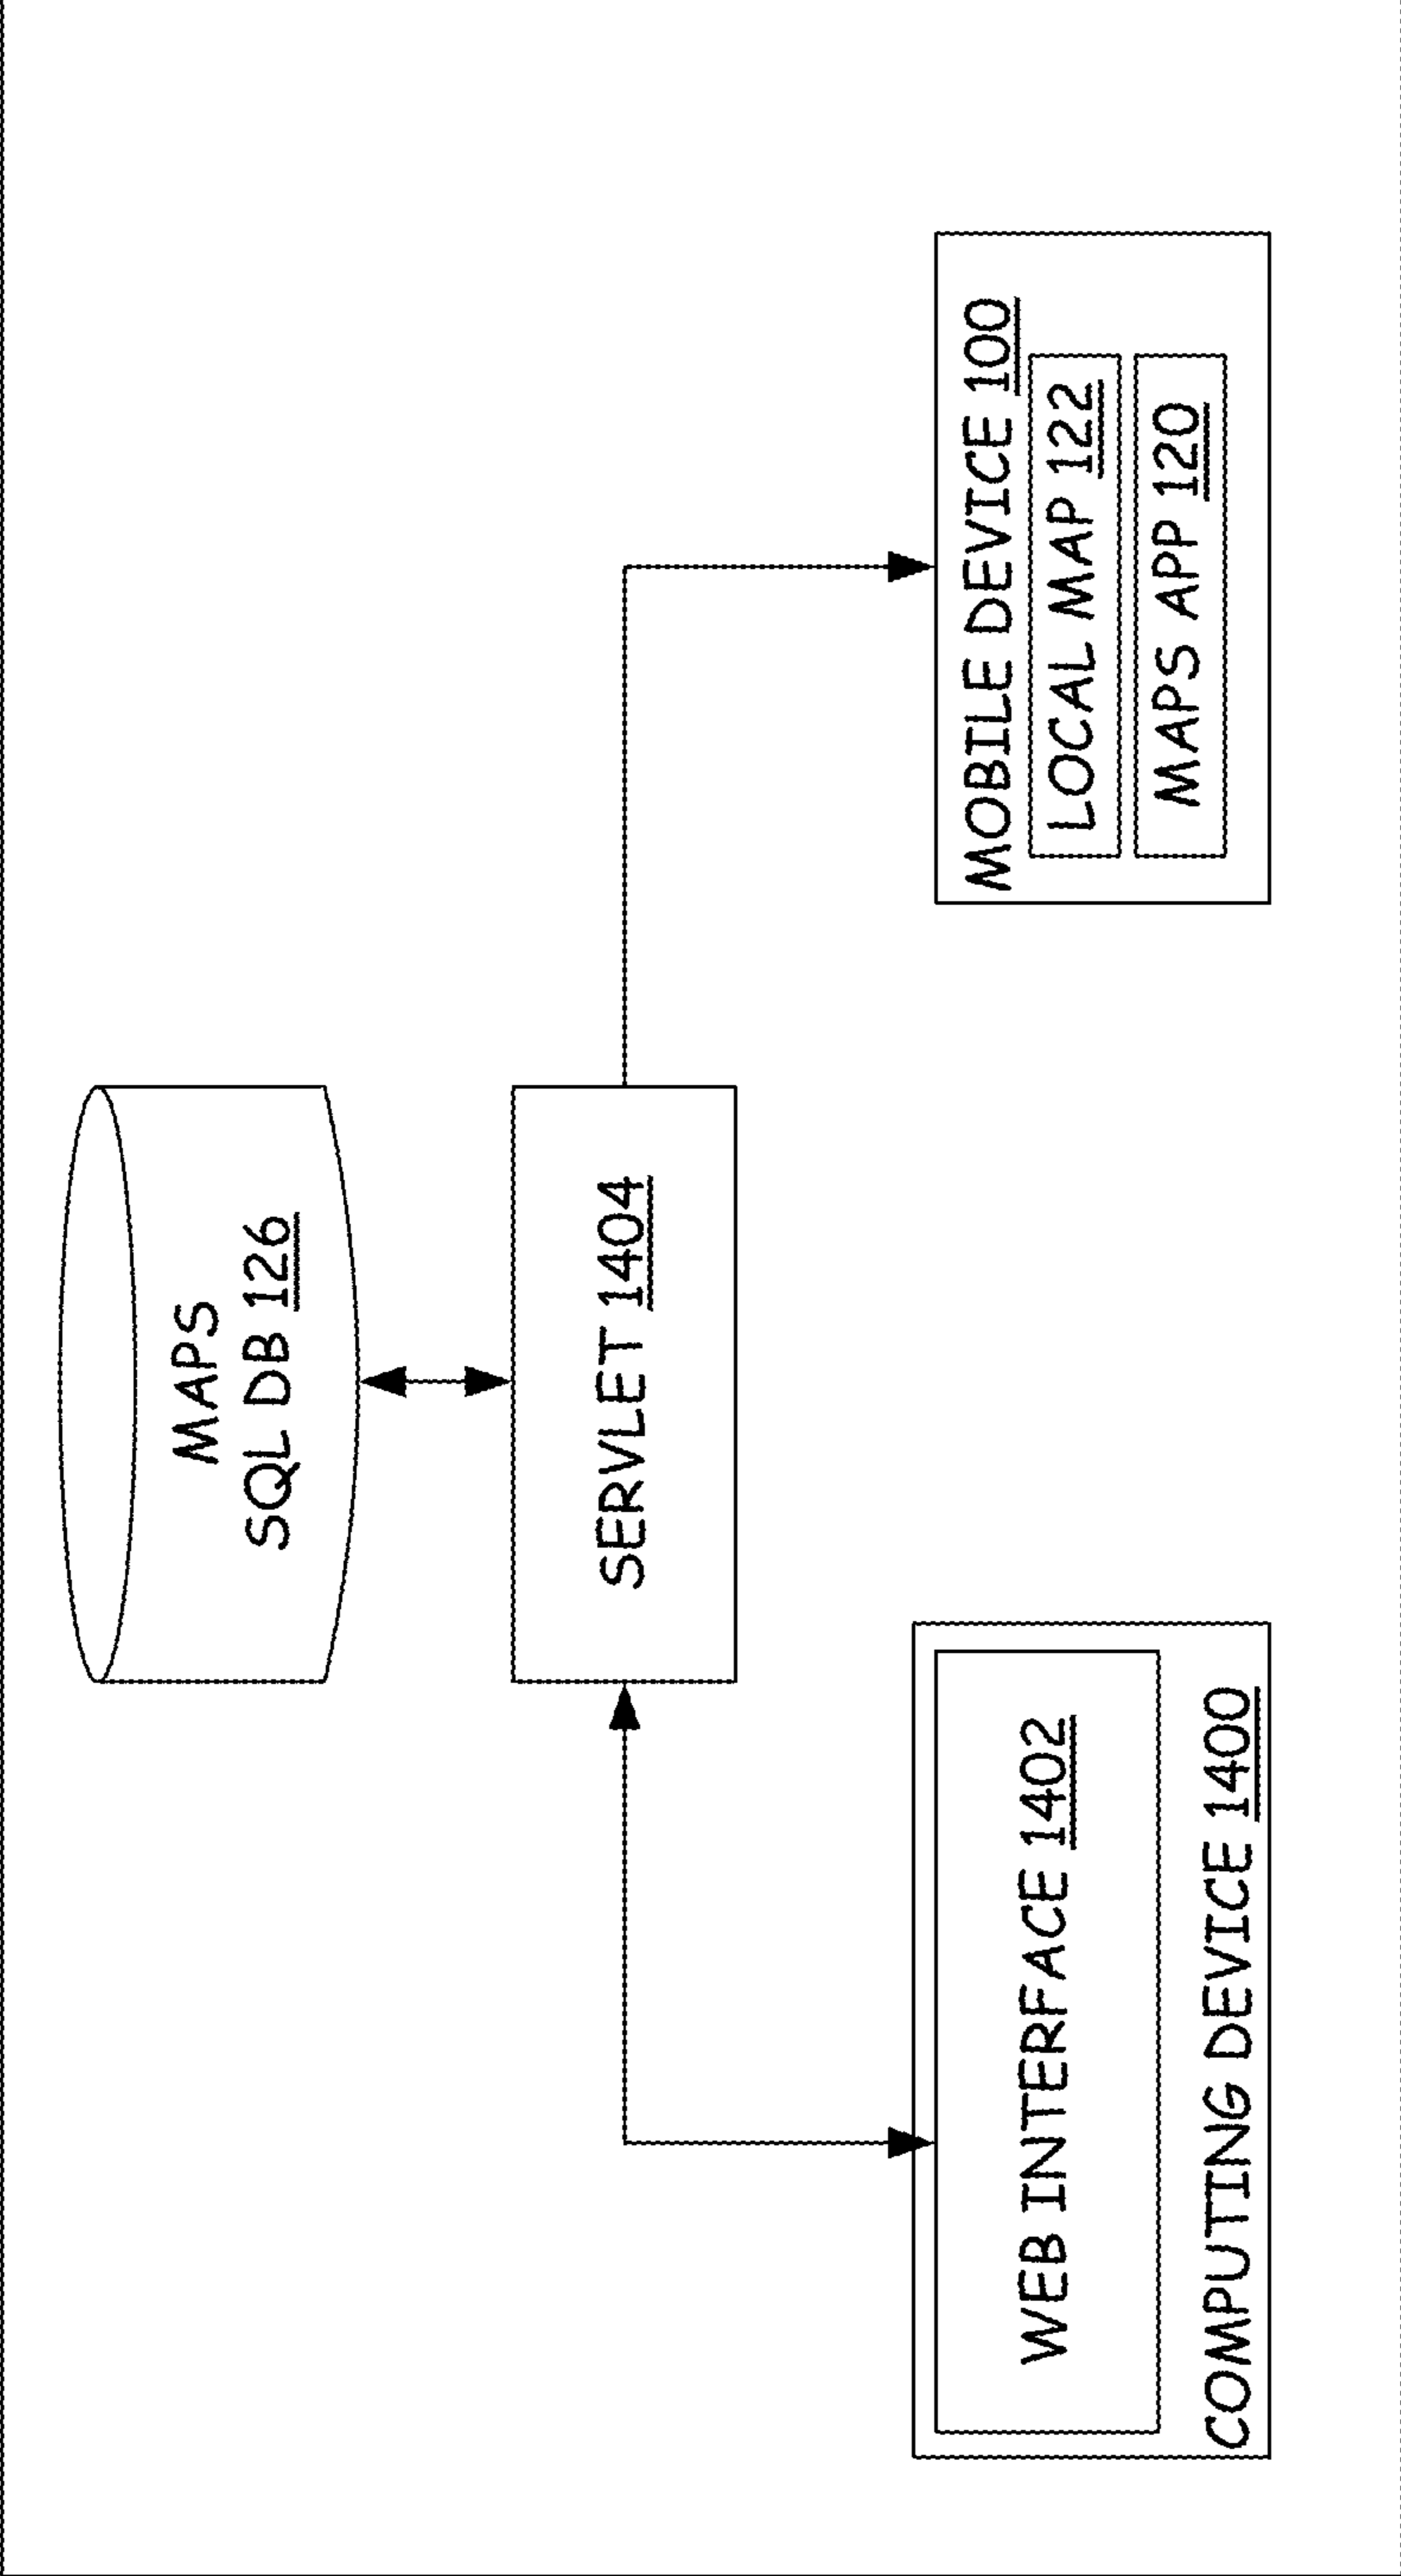 MAPS
SQL DB 126
SERVLET 1404
WEB INTERFACE 1402
COMPUTING DEVICE 1400
MOBILE DEVICE 100
LOCAL MAP 122
MAPS APP 120